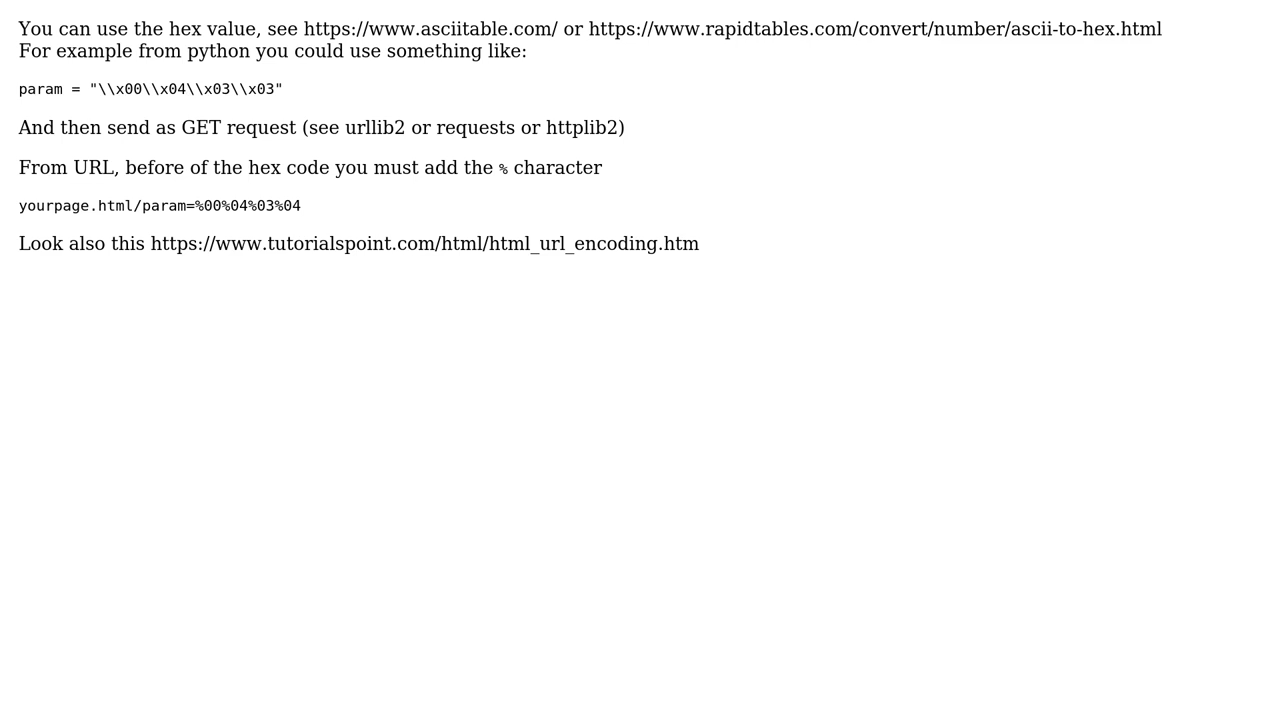 You can use the hex value, see https://www.asciitable.com/ or https://www.rapidtables.com/convert/number/ascii-to-hex.html
For example from python you could use something like:
param = "\\x00\\x04\\x03\\x03"
And then send as GET request (see urllib2 or requests or httplib2)
From URL, before of the hex code you must add the % character
yourpage.html/param=%00%04%03%04
Look also this https://www.tutorialspoint.com/html/html_url_encoding.htm